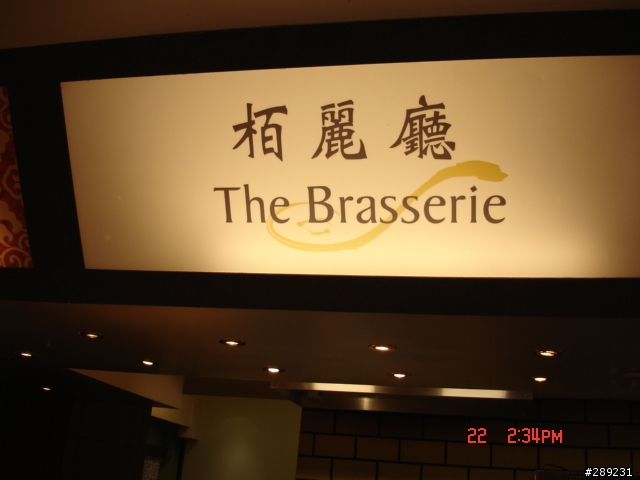 栢麗廳
The Brasserie
22 2:34PM
#289231